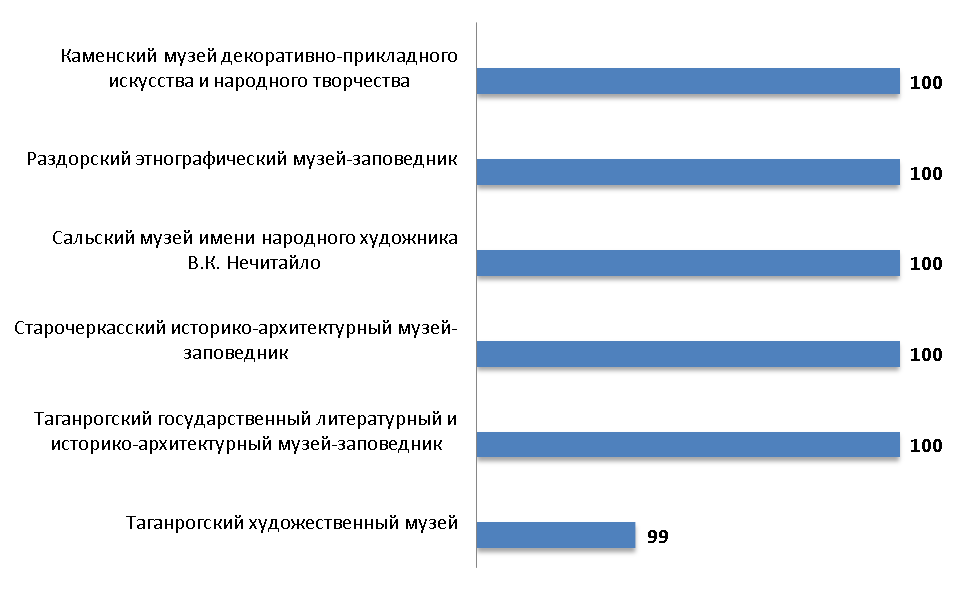 Каменский музей декоративно-прикладного
искусства и народного творчества
100
Раздорский этнографический музей-заповедник
100
Сальский музей имени народного художника
В.К. Нечитайло
100
Старочеркасский историко-архитектурный музей-
заповедник
100
Таганрогский государственный литературный и
историко-архитектурный музей-заповедник
100
Таганрогский художественный музей
99